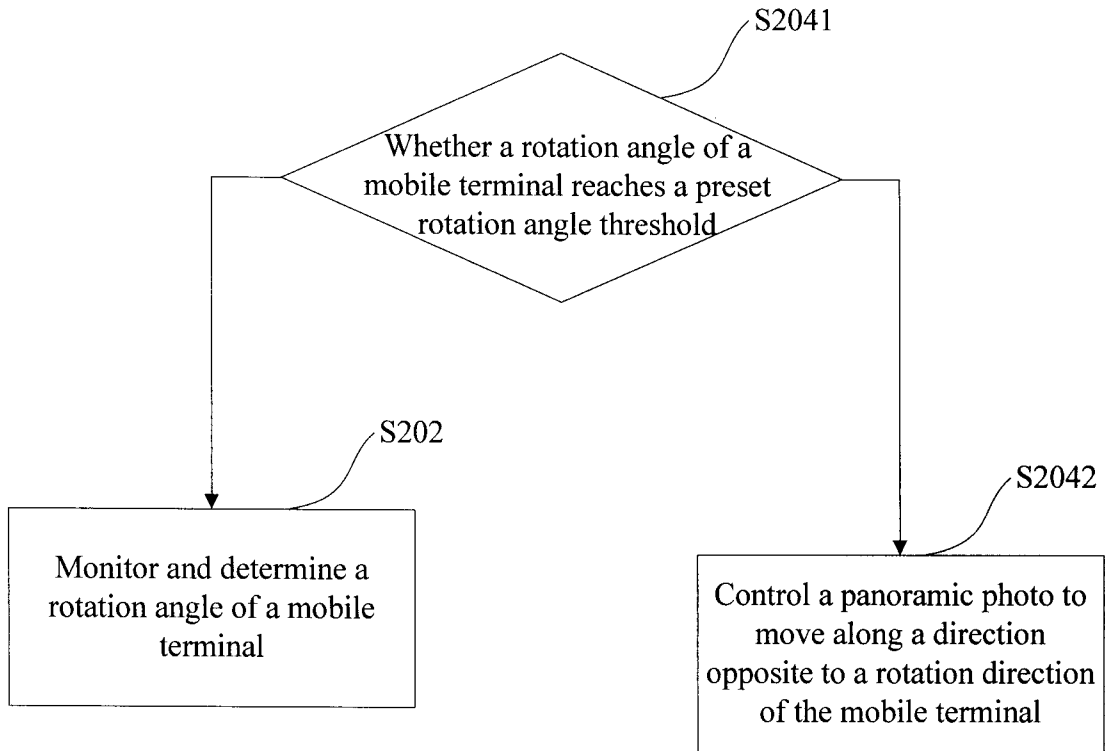 S2041
Whether a rotation angle of a
mobile terminal reaches a preset
rotation angle threshold
S202
Monitor and determine a
rotation angle of a mobile
terminal
S2042
Control a panoramic photo to
move along a direction
opposite to a rotation direction
of the mobile terminal